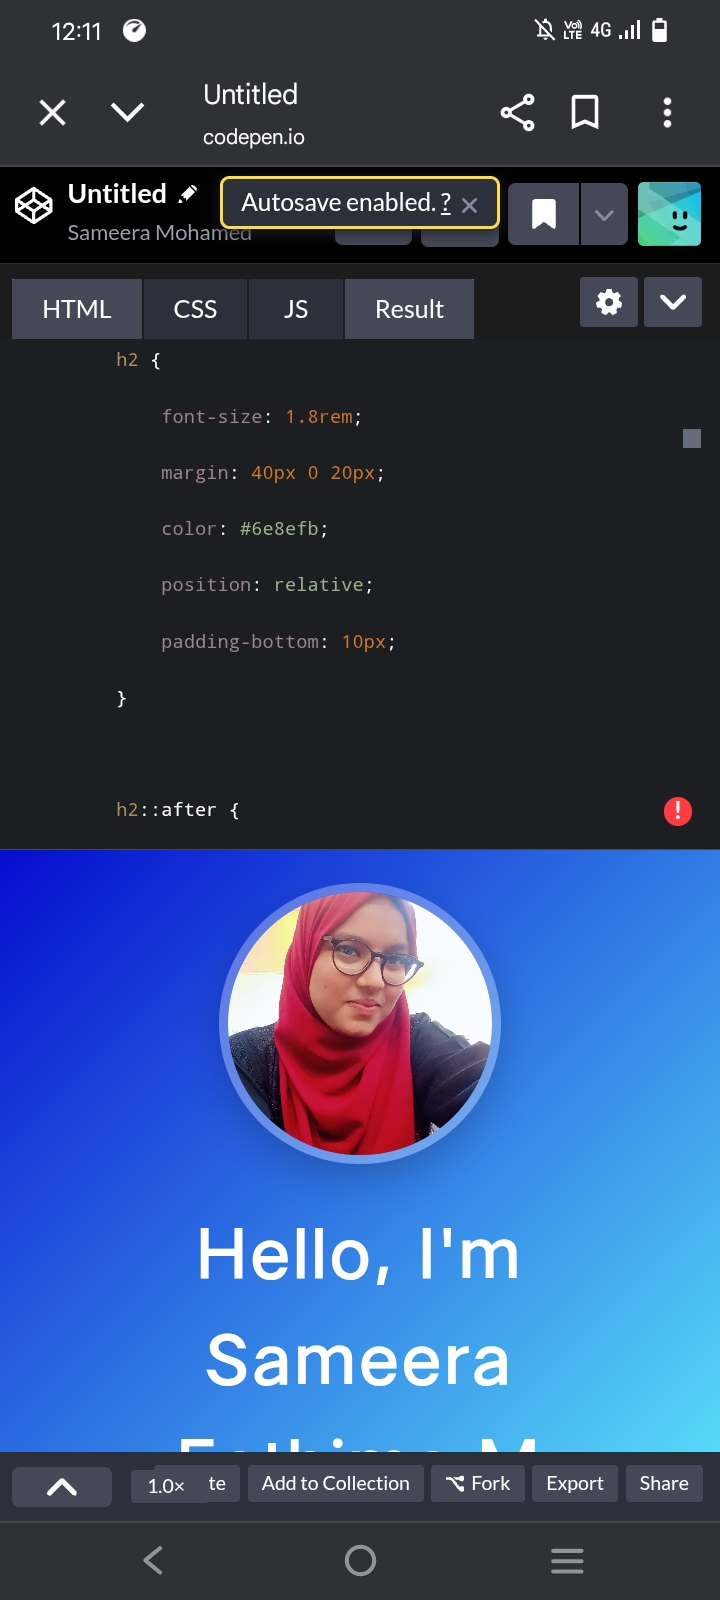 12:11
Vo) LTE 4G
Untitled
codepen.io
Untitled
Autosave enabled. ?
Sameera Mohamed
HTML CSS JS Result
h2 {
font-size: 1.8rem;
margin: 40px 0 20px;
color: #6e8efb;
position: relative;
padding-bottom: 10px;
}
h2::after {
!
Hello, I'm
Sameera
1.0× te Add to Collection Fork Export Share